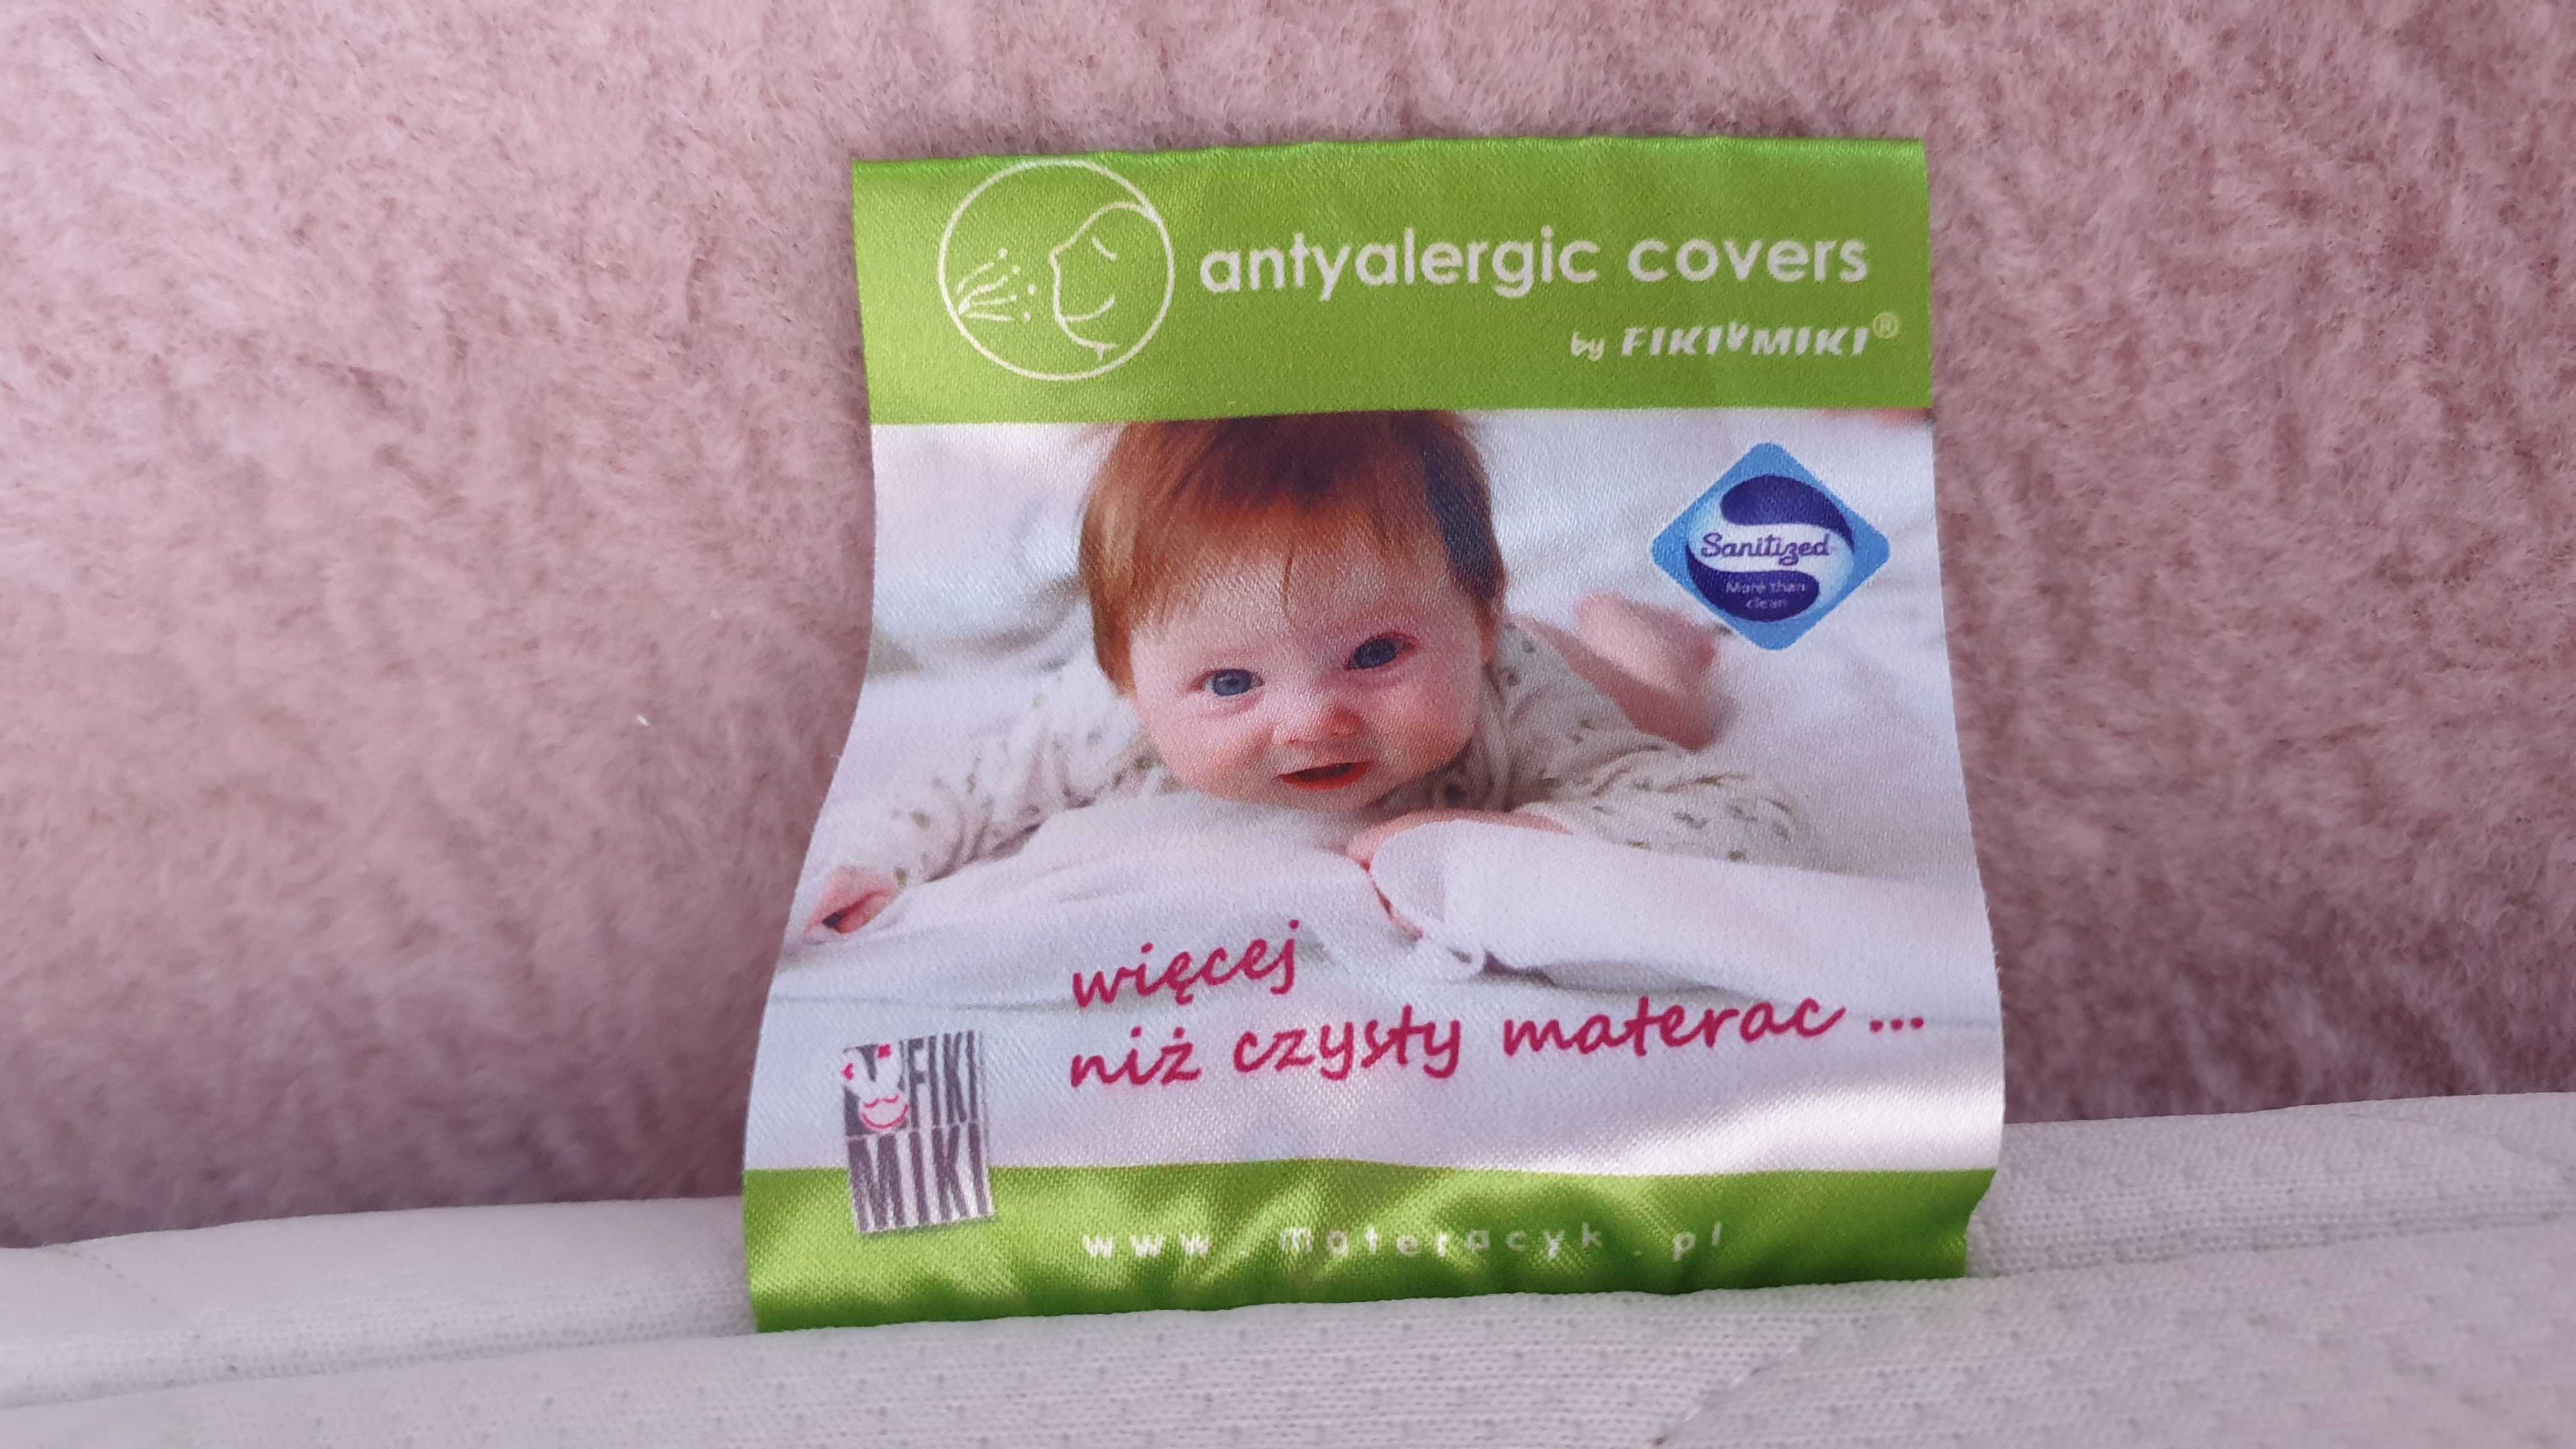 antyalergic covers
by FIKI MIKI®
Sanitized
More than
clean
więcej
niż czysty materac ...
FIKI
MIKI
www.materacyk.pl